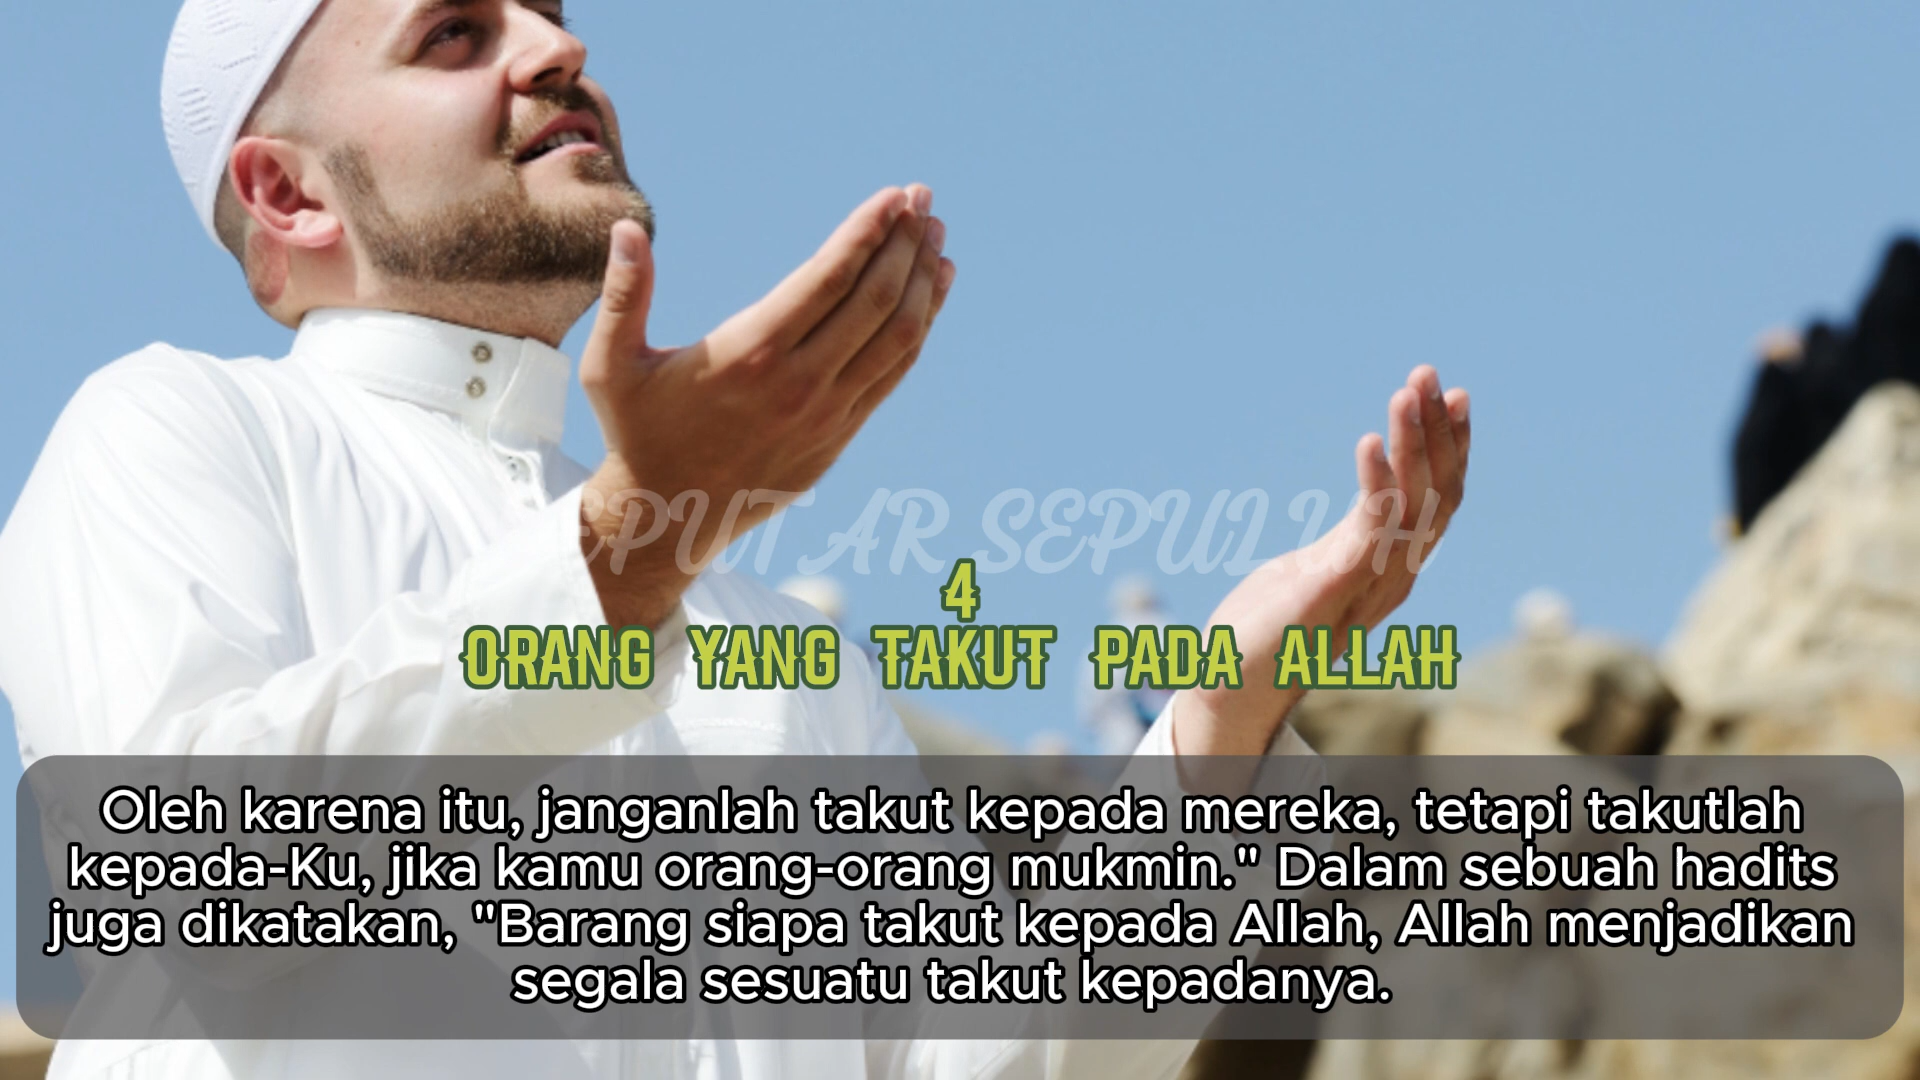 SEPUTAR SEPULUH
4
ORANG YANG TAKUT PADA ALLAH
Oleh karena itu, janganlah takut kepada mereka, tetapi takutlah
kepada-Ku, jika kamu orang-orang mukmin." Dalam sebuah hadits
juga dikatakan, "Barang siapa takut kepada Allah, Allah menjadikan
segala sesuatu takut kepadanya.